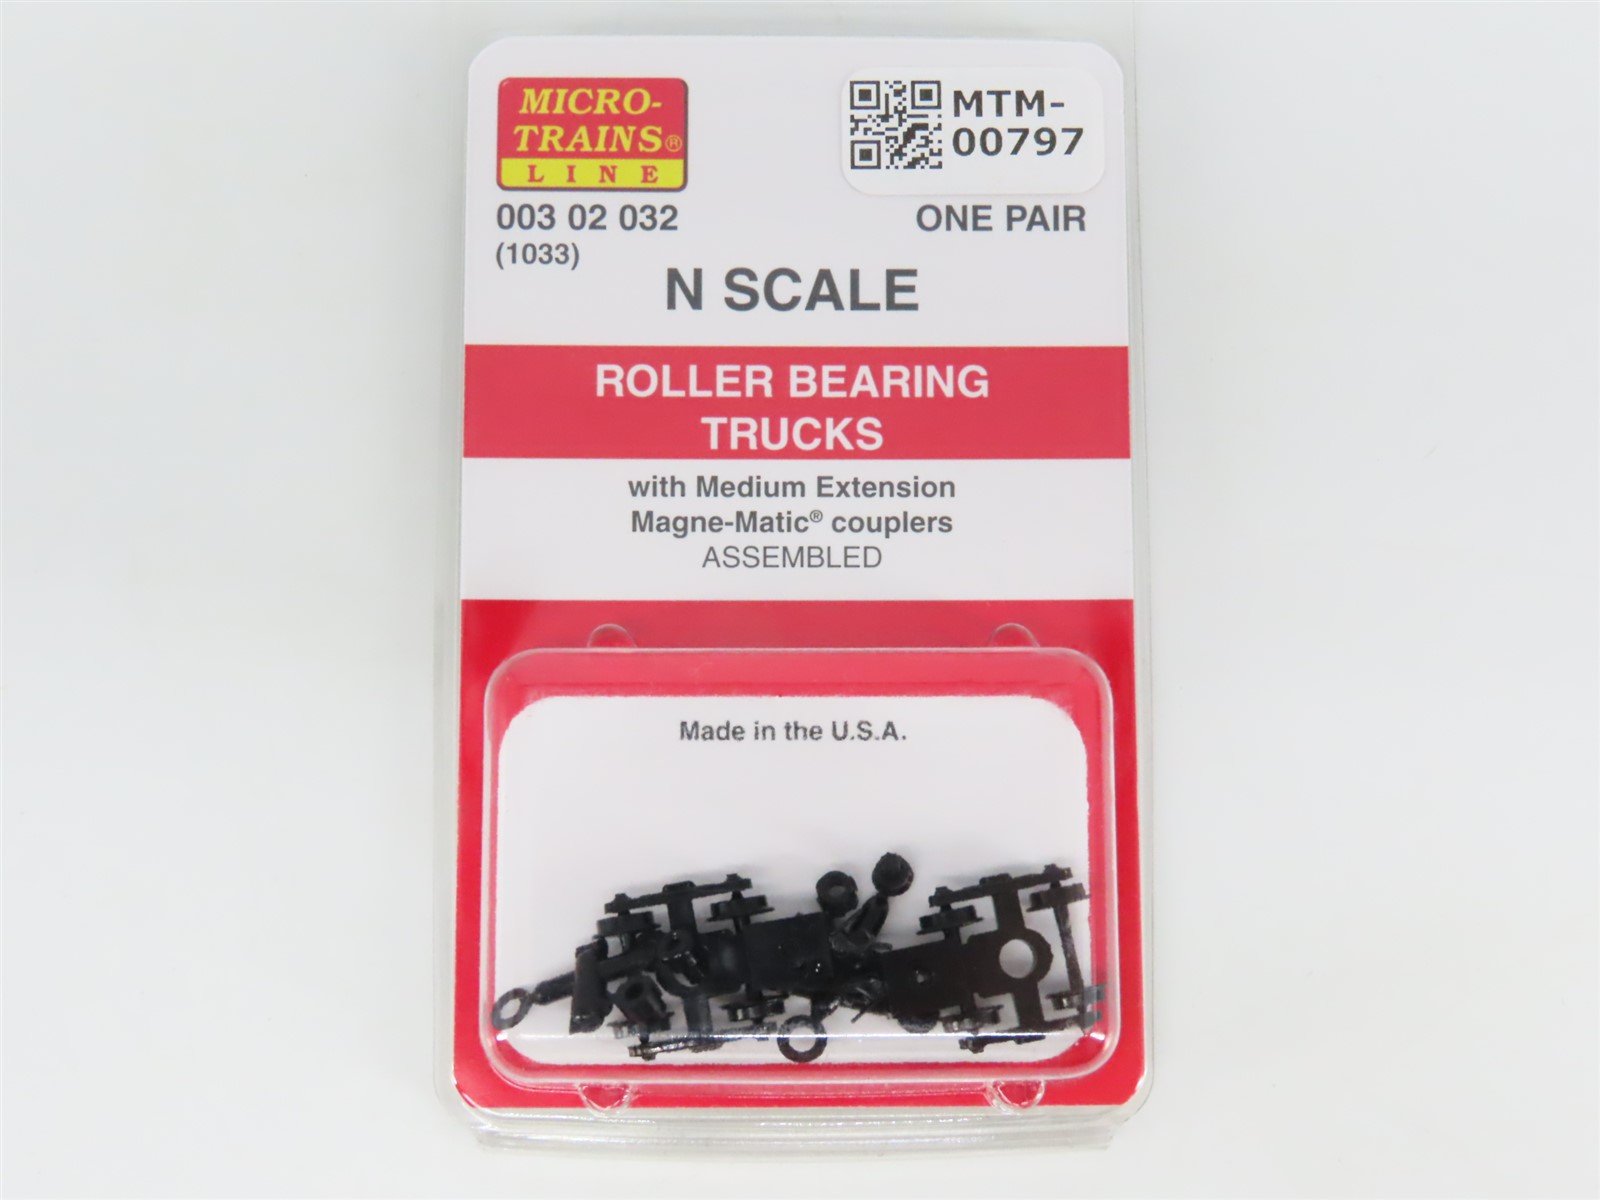 MICRO-
TRAINS®
LINE
MTM-
00797
003 02 032
(1033)
ONE PAIR
N SCALE
ROLLER BEARING
TRUCKS
with Medium Extension
Magne-Matic® couplers
ASSEMBLED
Made in the U.S.A.